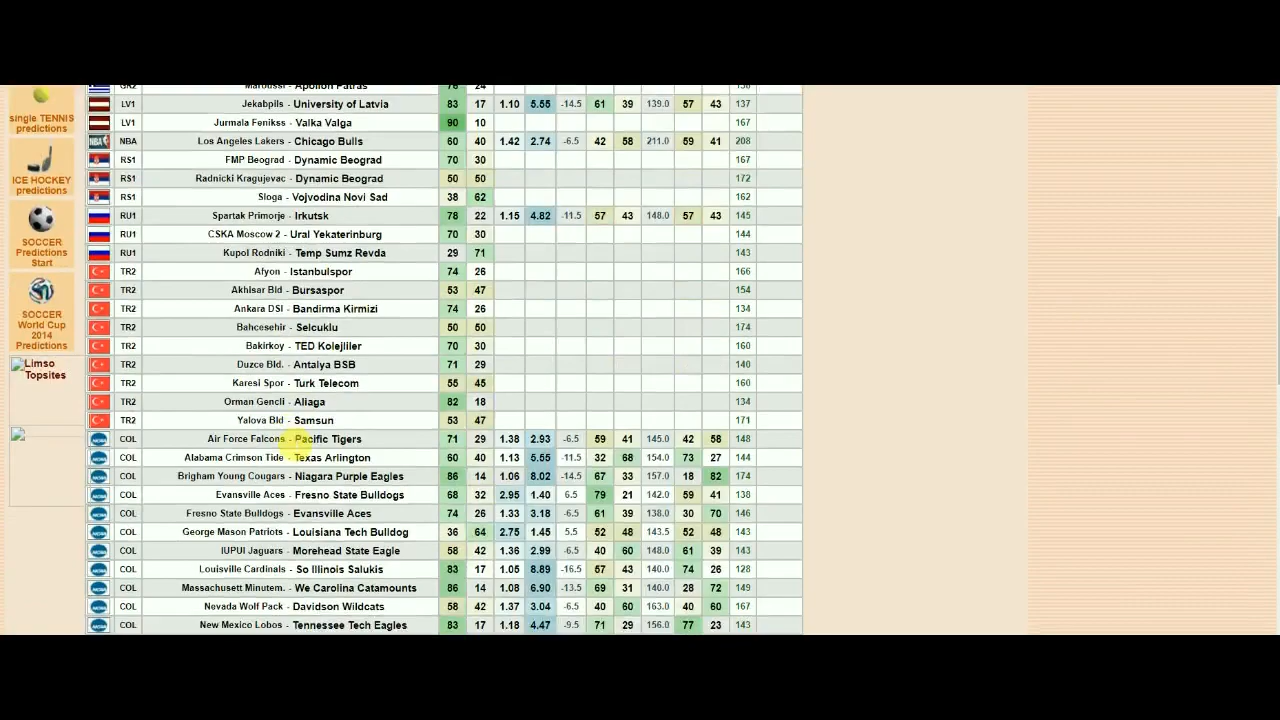 single TENNIS
predictions
ICE HOCKEY
predictions
SOCCER
Predictions
Start
SOCCER
World Cup
2014
Predictions
Limso
Topsites
GR2 Maroussi - Apollon Patras 76 24 156
LV1 Jekabpils - University of Latvia 83 17 1.10 5.55 -14.5 61 39 139.0 57 43 137
LV1 Jurmala Fenikss - Valka Valga 90 10 167
NBA Los Angeles Lakers - Chicago Bulls 60 40 1.42 2.74 -6.5 42 58 211.0 59 41 208
RS1 FMP Beograd - Dynamic Beograd 70 30 167
RS1 Radnicki Kragujevac - Dynamic Beograd 50 50 172
RS1 Sloga - Vojvodina Novi Sad 38 62 162
RU1 Spartak Primorje - Irkutsk 78 22 1.15 4.82 -11.5 57 43 148.0 57 43 145
RU1 CSKA Moscow 2 - Ural Yekaterinburg 70 30 144
RU1 Kupol Rodniki - Temp Sumz Revda 29 71 143
TR2 Afyon - Istanbulspor 74 26 166
TR2 Akhisar Bld - Bursaspor 53 47 154
TR2 Ankara DSI - Bandirma Kirmizi 74 26 134
TR2 Bahcesehir - Selcuklu 50 50 174
TR2 Bakirkoy - TED Kolejliler 70 30 160
TR2 Duzce Bld. - Antalya BSB 71 29 140
TR2 Karesi Spor - Turk Telecom 55 45 160
TR2 Orman Gencli - Aliaga 82 18 134
TR2 Yalova Bld - Samsun 53 47 171
COL Air Force Falcons - Pacific Tigers 71 29 1.38 2.93 -6.5 59 41 145.0 42 58 148
COL Alabama Crimson Tide - Texas Arlington 60 40 1.13 5.55 -11.5 32 68 154.0 73 27 144
COL Brigham Young Cougars - Niagara Purple Eagles 86 14 1.06 8.02 -14.5 67 33 157.0 18 82 174
COL Evansville Aces - Fresno State Bulldogs 68 32 2.95 1.40 6.5 79 21 142.0 59 41 138
COL Fresno State Bulldogs - Evansville Aces 74 26 1.33 3.18 -6.5 61 39 138.0 30 70 146
COL George Mason Patriots - Louisiana Tech Bulldog 36 64 2.75 1.45 5.5 52 48 143.5 52 48 143
COL IUPUI Jaguars - Morehead State Eagle 58 42 1.36 2.99 -6.5 40 60 148.0 61 39 143
COL Louisville Cardinals - So Illinois Salukis 83 17 1.05 8.89 -16.5 57 43 140.0 74 26 128
COL Massachusett Minutem. - We Carolina Catamounts 86 14 1.08 6.90 -13.5 69 31 140.0 28 72 149
COL Nevada Wolf Pack - Davidson Wildcats 58 42 1.37 3.04 -6.5 40 60 163.0 40 60 167
COL New Mexico Lobos - Tennessee Tech Eagles 83 17 1.18 4.47 -9.5 71 29 156.0 77 23 143